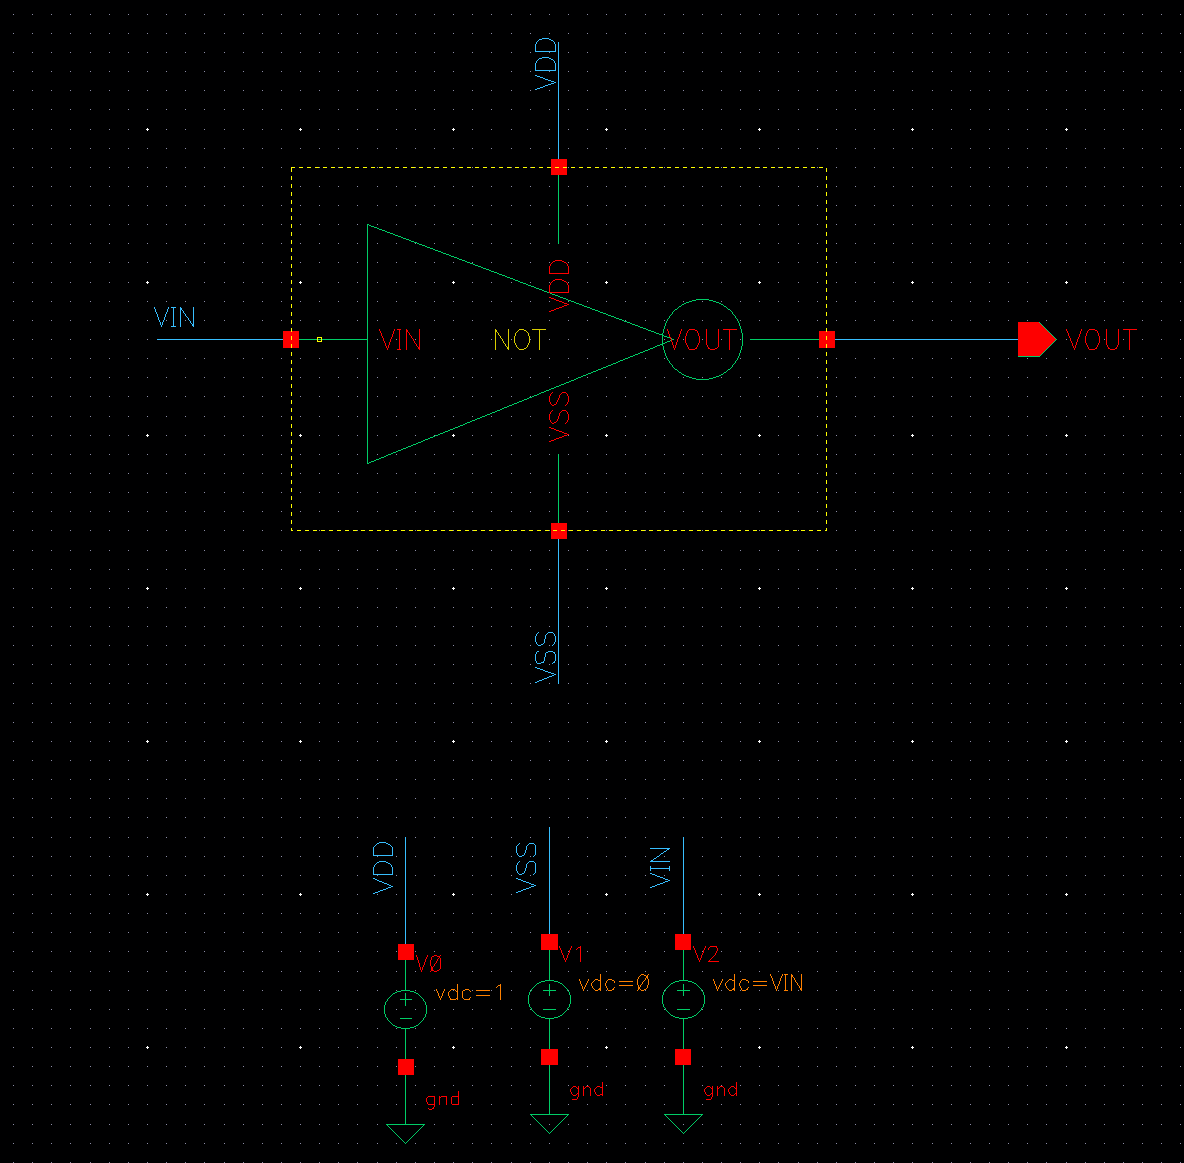 VDD
VDD
VIN
VIN
NOT
VOUT
VOUT
VSS
VSS
VDD
VSS
VIN
V0
V1
V2
vdc=1
vdc=0
vdc=VIN
gnd
gnd
gnd